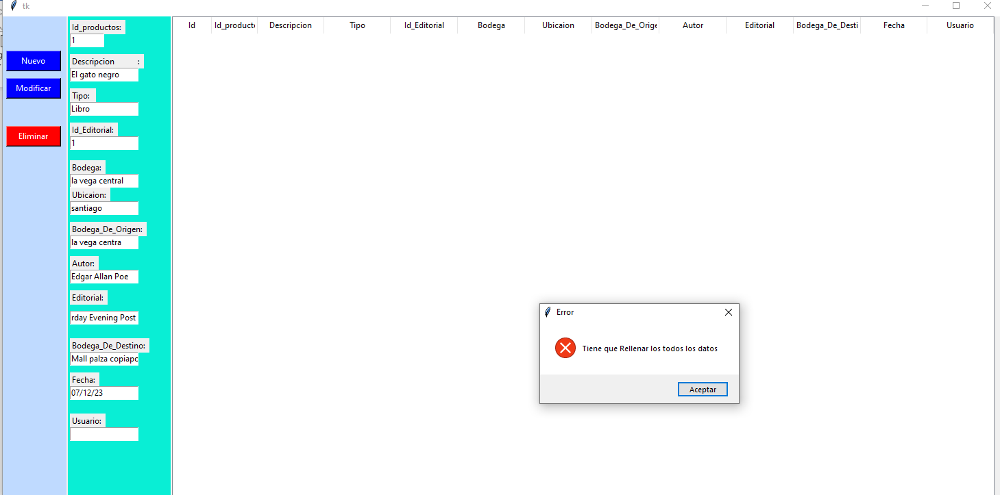 tk
Nuevo
Modificar
Eliminar
Id_productos:
1
Descripcion :
El gato negro
Tipo:
Libro
Id_Editorial:
1
Bodega:
la vega central
Ubicaion:
santiago
Bodega_De_Origen:
la vega centra
Autor:
Edgar Allan Poe
Editorial:
rday Evening Post
Bodega_De_Destino:
Mall palza copiapc
Fecha:
07/12/23
Usuario:
Id Id_producto Descripcion Tipo Id_Editorial Bodega Ubicaion Bodega_De_Orige Autor Editorial Bodega_De_Desti Fecha Usuario
Error
Tiene que Rellenar los todos los datos
Aceptar